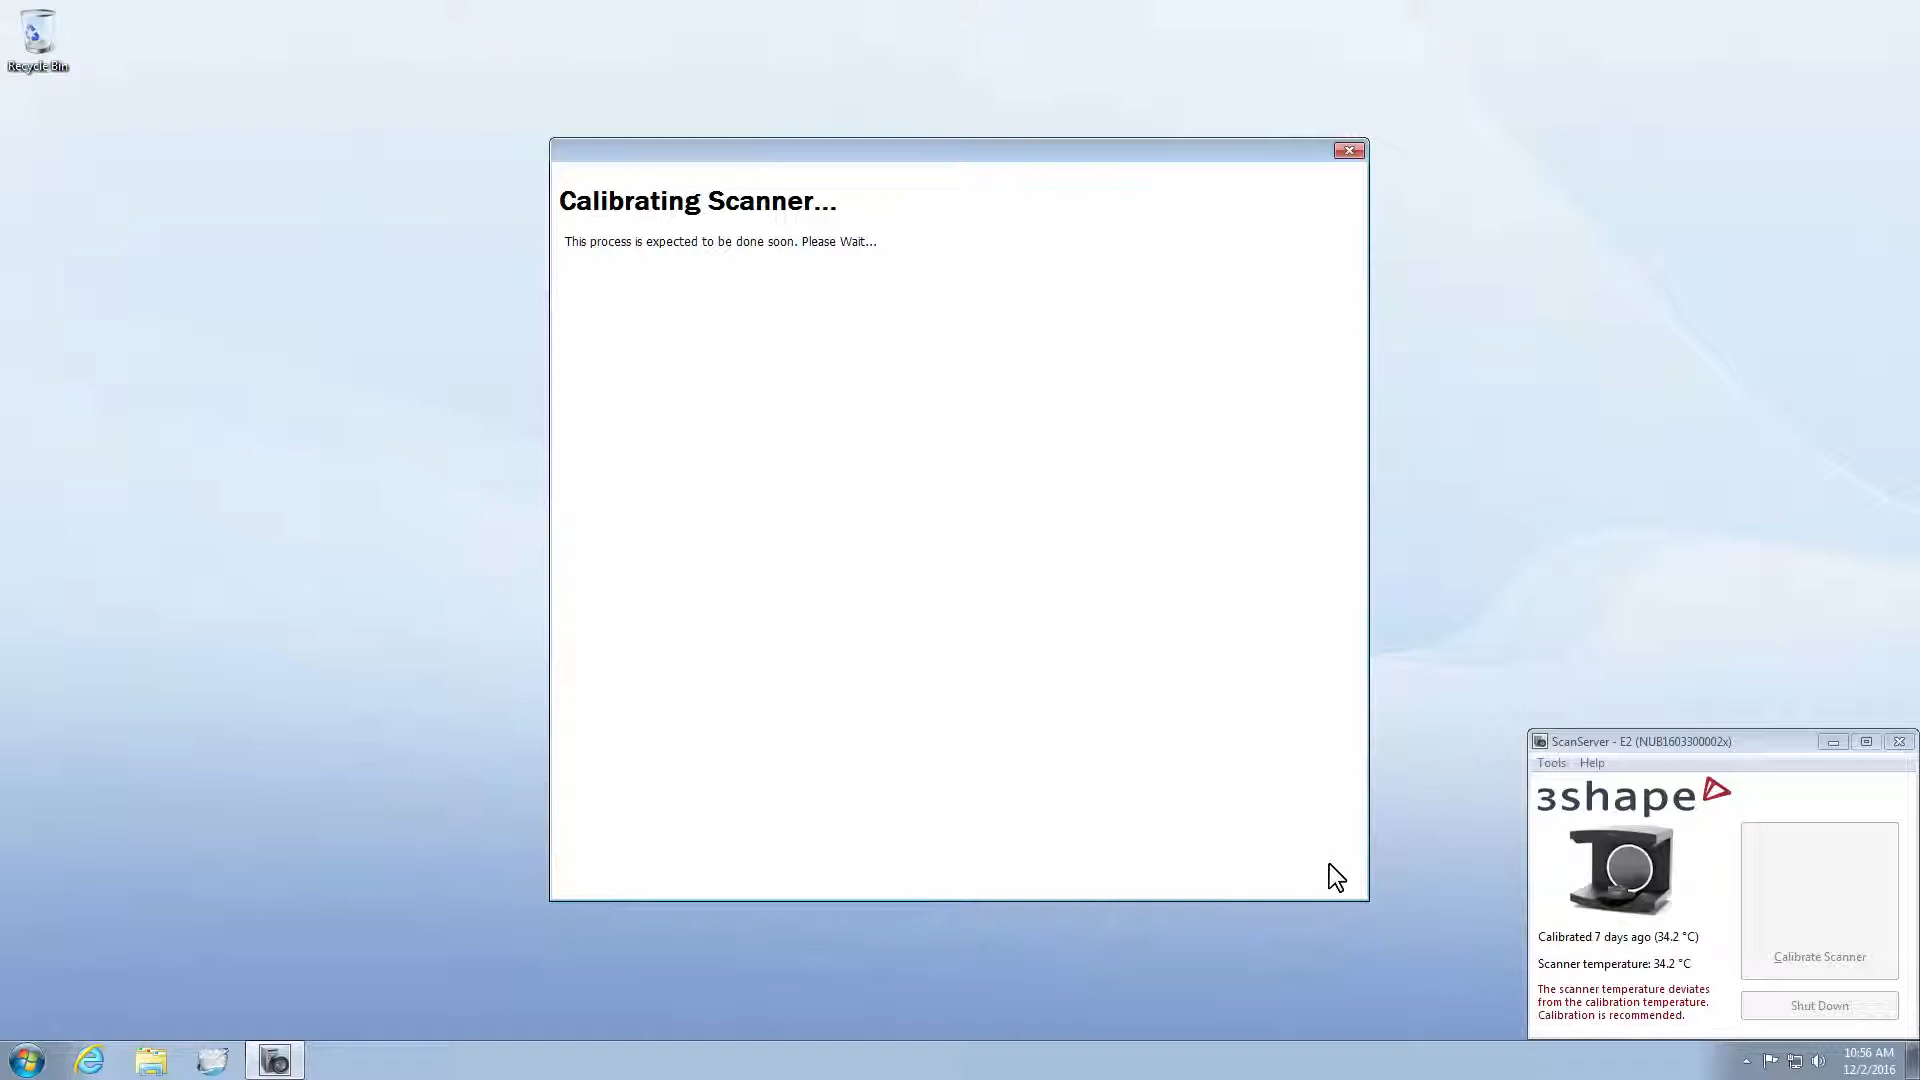 Recycle Bin
Calibrating Scanner...
This process is expected to be done soon. Please Wait...
ScanServer - E2 (NUB1603300002x)
Tools Help
3shape
Calibrated 7 days ago (34.2 °C)
Scanner temperature: 34.2 °C
The scanner temperature deviates
from the calibration temperature.
Calibration is recommended.
Calibrate Scanner
Shut Down
10:56 AM
12/2/2016